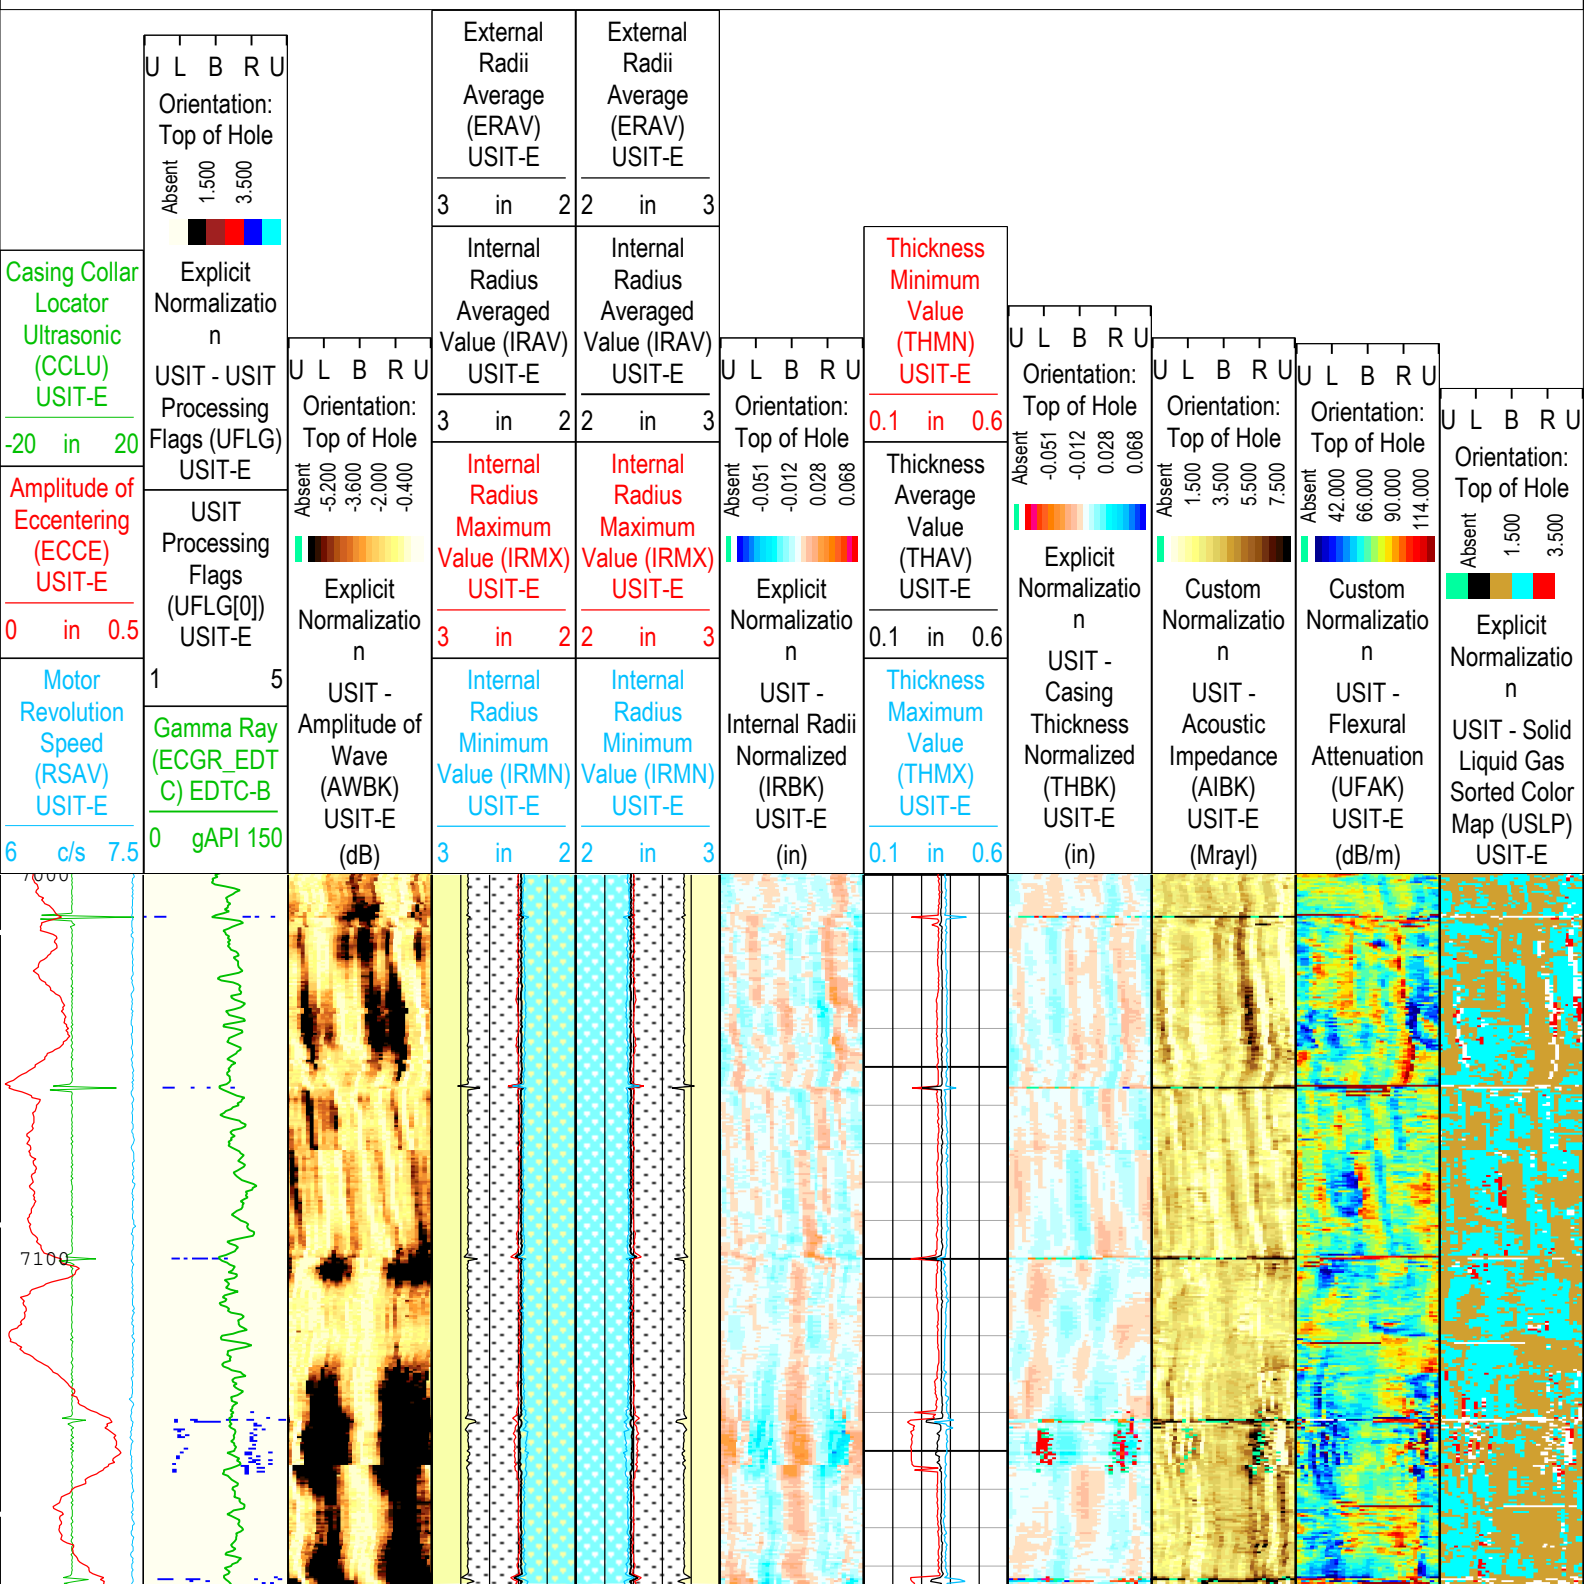 Casing Collar
Locator
Ultrasonic
(CCLU)
USIT-E
-20 in 20
Amplitude of
Eccentering
(ECCE)
USIT-E
0 in 0.5
Motor
Revolution
Speed
(RSAV)
USIT-E
6 c/s 7.5
U L B R U
Orientation:
Top of Hole
Absent 1.500 3.500
Explicit
Normalizatio
n
USIT - USIT
Processing
Flags (UFLG)
USIT-E
USIT
Processing
Flags
(UFLG[0])
USIT-E
1 5
Gamma Ray
(ECGR_EDT
C) EDTC-B
0 gAPI 150
U L B R U
Orientation:
Top of Hole
Absent -5.200 -3.600 -2.000 -0.400
Explicit
Normalizatio
n
USIT -
Amplitude of
Wave
(AWBK)
USIT-E
(dB)
External
Radii
Average
(ERAV)
USIT-E
3 in 2
Internal
Radius
Averaged
Value (IRAV)
USIT-E
3 in 2
Internal
Radius
Maximum
Value (IRMX)
USIT-E
3 in 2
Internal
Radius
Minimum
Value (IRMN)
USIT-E
3 in 2
External
Radii
Average
(ERAV)
USIT-E
2 in 3
Internal
Radius
Averaged
Value (IRAV)
USIT-E
2 in 3
Internal
Radius
Maximum
Value (IRMX)
USIT-E
2 in 3
Internal
Radius
Minimum
Value (IRMN)
USIT-E
2 in 3
U L B R U
Orientation:
Top of Hole
Absent -0.051 -0.012 0.028 0.068
Explicit
Normalizatio
n
USIT -
Internal Radii
Normalized
(IRBK)
USIT-E
(in)
Thickness
Minimum
Value
(THMN)
USIT-E
0.1 in 0.6
Thickness
Average
Value
(THAV)
USIT-E
0.1 in 0.6
Thickness
Maximum
Value
(THMX)
USIT-E
0.1 in 0.6
U L B R U
Orientation:
Top of Hole
Absent -0.051 -0.012 0.028 0.068
Explicit
Normalizatio
n
USIT -
Casing
Thickness
Normalized
(THBK)
USIT-E
(in)
U L B R U
Orientation:
Top of Hole
Absent 1.500 3.500 5.500 7.500
Custom
Normalizatio
n
USIT -
Acoustic
Impedance
(AIBK)
USIT-E
(Mrayl)
U L B R U
Orientation:
Top of Hole
Absent 42.000 66.000 90.000 114.000
Custom
Normalizatio
n
USIT -
Flexural
Attenuation
(UFAK)
USIT-E
(dB/m)
U L B R U
Orientation:
Top of Hole
Absent 1.500 3.500
Explicit
Normalizatio
n
USIT - Solid
Liquid Gas
Sorted Color
Map (USLP)
USIT-E
7000
7100